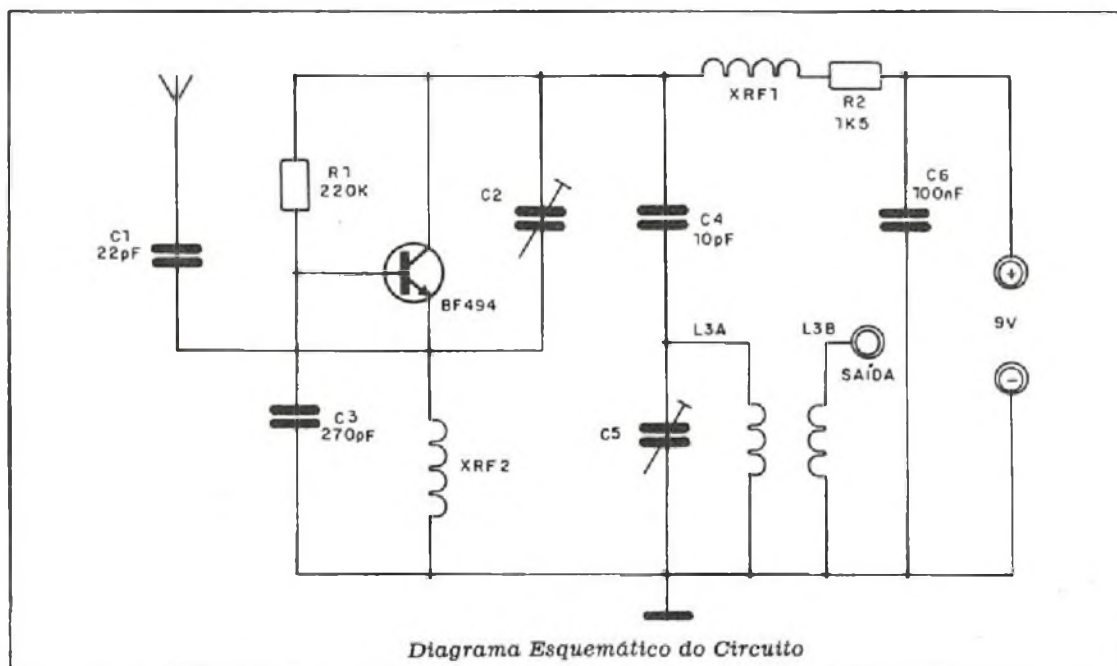 XRF1
R2
1K5
R1
220K
C2
C4
10pF
C6
100nF
C1
22pF
BF494
L3A
L3B
SAÍDA
+
9V
-
C3
270pF
C5
XRF2
Diagrama Esquemático do Circuito